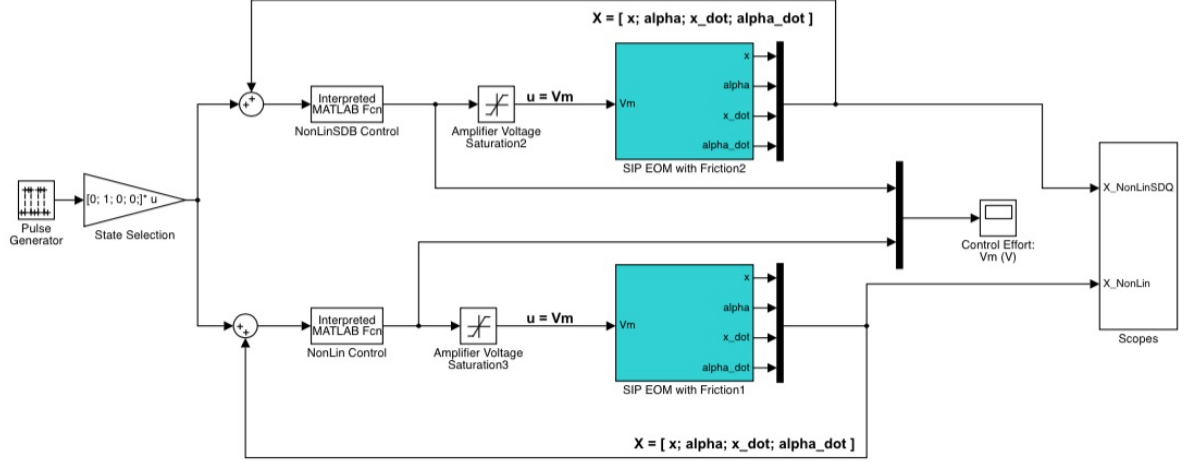 X = [ x; alpha; x_dot; alpha_dot ]
Interpreted
MATLAB Fcn
NonLinSDB Control
Amplifier Voltage
Saturation2
u = Vm
Vm
x
alpha
x_dot
alpha_dot
SIP EOM with Friction2
Pulse
Generator
[0; 1; 0; 0;]* u
State Selection
Control Effort:
Vm (V)
X_NonLinSDQ
X_NonLin
Scopes
Interpreted
MATLAB Fcn
NonLin Control
Amplifier Voltage
Saturation3
u = Vm
Vm
x
alpha
x_dot
alpha_dot
SIP EOM with Friction1
X = [ x; alpha; x_dot; alpha_dot ]